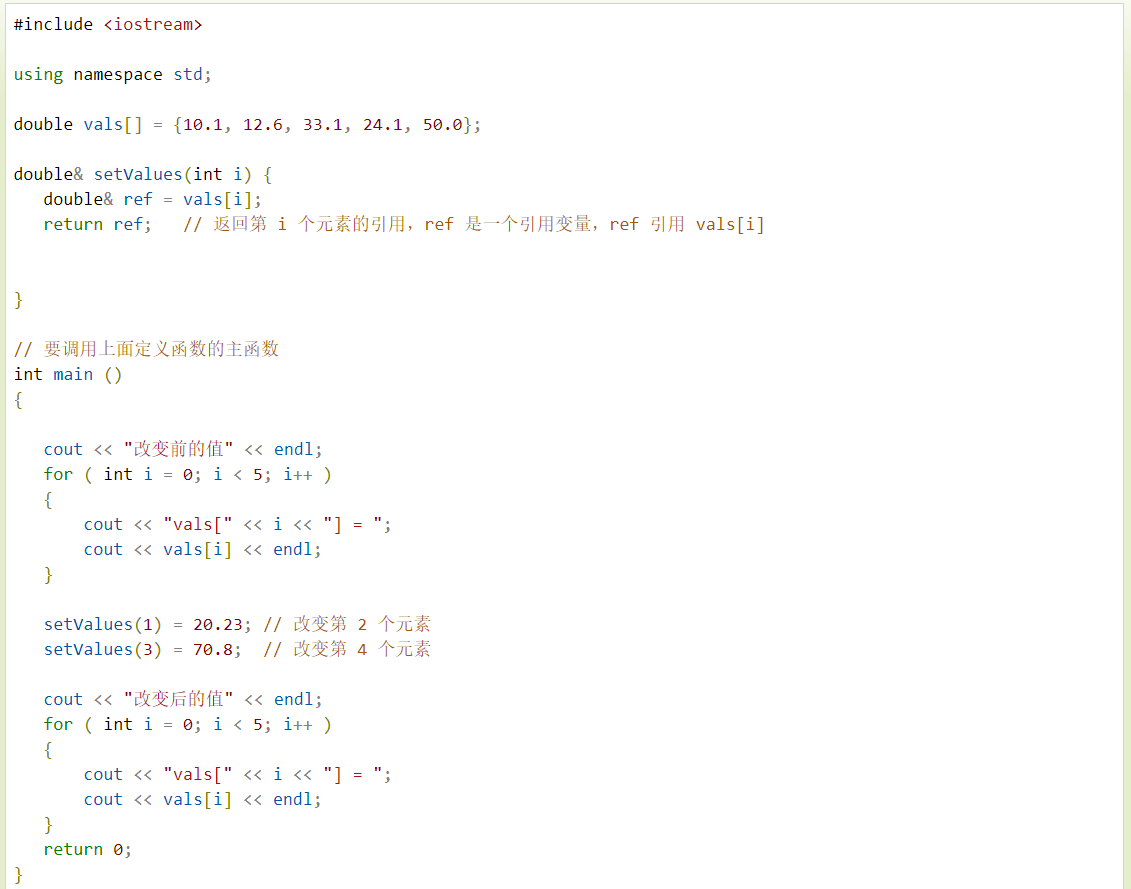 #include <iostream>
using namespace std;
double vals[] = {10.1, 12.6, 33.1, 24.1, 50.0};
double& setValues(int i) {
double& ref = vals[i];
return ref; // 返回第 i 个元素的引用，ref 是一个引用变量，ref 引用 vals[i]
}
// 要调用上面定义函数的主函数
int main ()
{
cout << "改变前的值" << endl;
for ( int i = 0; i < 5; i++ )
{
cout << "vals[" << i << "] = ";
cout << vals[i] << endl;
}
setValues(1) = 20.23; // 改变第 2 个元素
setValues(3) = 70.8; // 改变第 4 个元素
cout << "改变后的值" << endl;
for ( int i = 0; i < 5; i++ )
{
cout << "vals[" << i << "] = ";
cout << vals[i] << endl;
}
return 0;
}